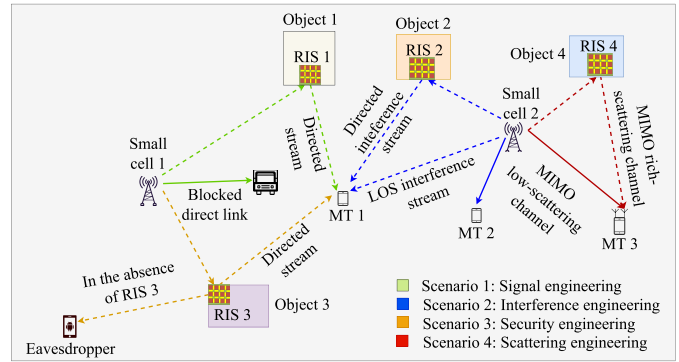 Object 1
RIS 1
Object 2
RIS 2
Object 4
RIS 4
Small
cell 1
Small
cell 2
Directed
stream
Directed
inteference
stream
MIMO rich-
scattering channel
Blocked
direct link
LOS interference
stream
MIMO
low-scattering
channel
MT 1
MT 2
MT 3
Directed
stream
In the absence
of RIS 3
RIS 3
Object 3
Eavesdropper
Scenario 1: Signal engineering
Scenario 2: Interference engineering
Scenario 3: Security engineering
Scenario 4: Scattering engineering